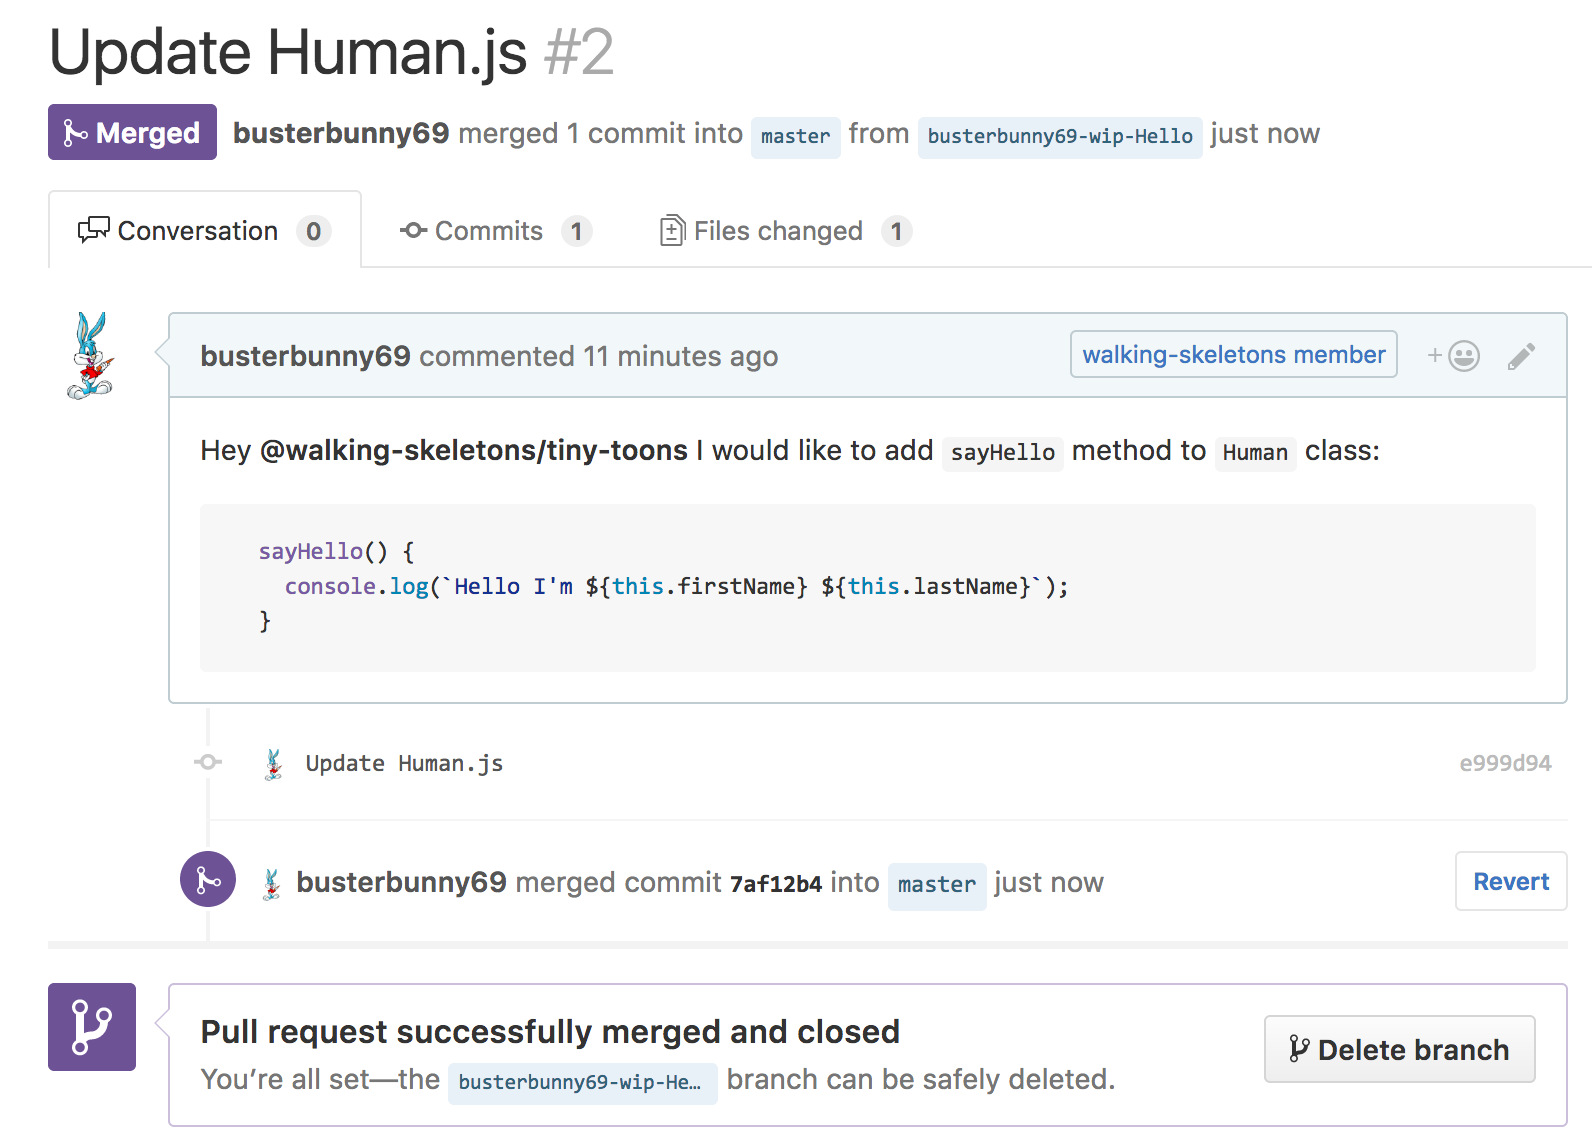 Update Human.js #2
Merged busterbunny69 merged 1 commit into master from busterbunny69-wip-Hello just now
Conversation 0 Commits 1 Files changed 1
busterbunny69 commented 11 minutes ago walking-skeletons member +
Hey @walking-skeletons/tiny-toons I would like to add sayHello method to Human class:
sayHello() {
  console.log(`Hello I'm ${this.firstName} ${this.lastName}`);
}
Update Human.js e999d94
busterbunny69 merged commit 7af12b4 into master just now Revert
Pull request successfully merged and closed
You’re all set—the busterbunny69-wip-He… branch can be safely deleted.
Delete branch